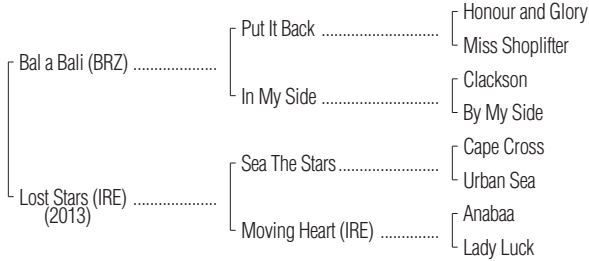 Honour and Glory
Put It Back ..........................
Miss Shoplifter
Bal a Bali (BRZ) ...................
Clackson
In My Side ..........................
By My Side
Cape Cross
Sea The Stars......................
Urban Sea
Lost Stars (IRE) ...................
(2013)
Anabaa
Moving Heart (IRE) .............
Lady Luck